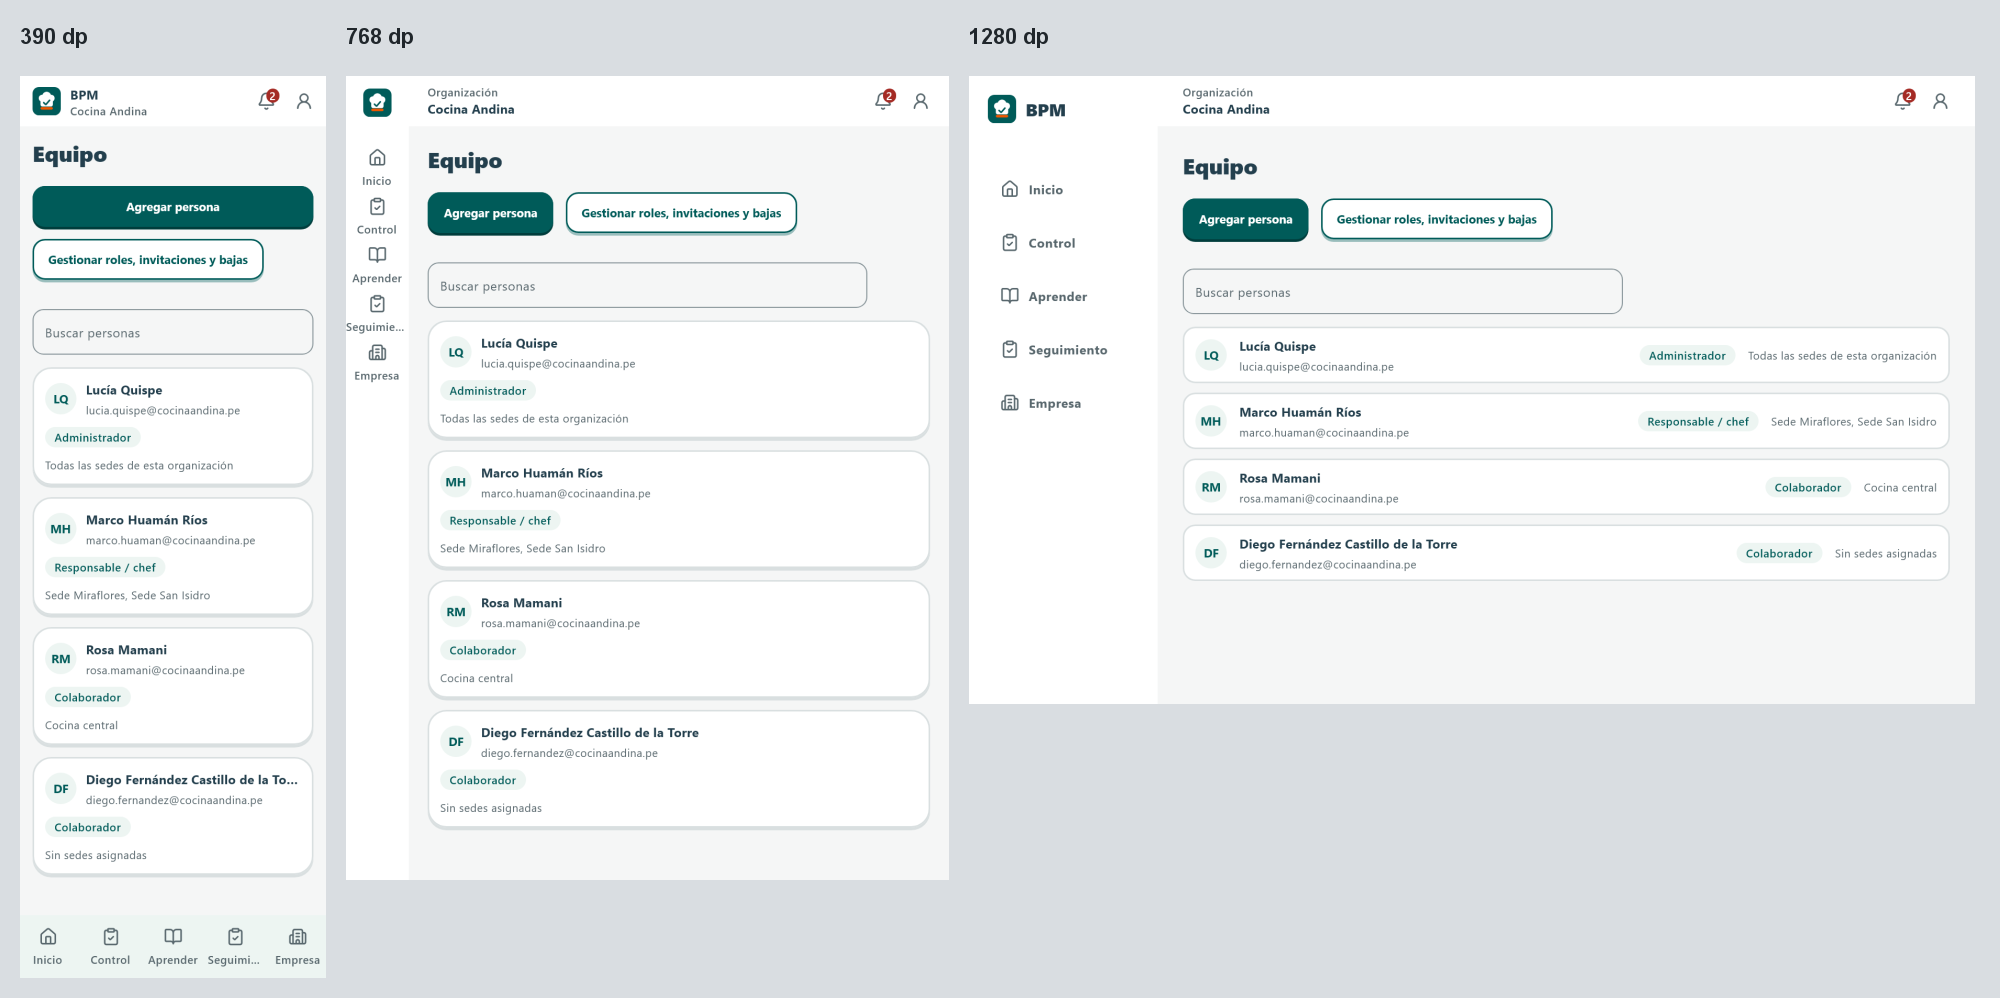 390 dp
BPM
Cocina Andina
2
Equipo
Agregar persona
Gestionar roles, invitaciones y bajas
Buscar personas
LQ
Lucía Quispe
lucia.quispe@cocinaandina.pe
Administrador
Todas las sedes de esta organización
MH
Marco Huamán Ríos
marco.huaman@cocinaandina.pe
Responsable / chef
Sede Miraflores, Sede San Isidro
RM
Rosa Mamani
rosa.mamani@cocinaandina.pe
Colaborador
Cocina central
DF
Diego Fernández Castillo de la To...
diego.fernandez@cocinaandina.pe
Colaborador
Sin sedes asignadas
Inicio
Control
Aprender
Seguimi...
Empresa
768 dp
Organización
Cocina Andina
2
Inicio
Control
Aprender
Seguimie...
Empresa
Equipo
Agregar persona
Gestionar roles, invitaciones y bajas
Buscar personas
LQ
Lucía Quispe
lucia.quispe@cocinaandina.pe
Administrador
Todas las sedes de esta organización
MH
Marco Huamán Ríos
marco.huaman@cocinaandina.pe
Responsable / chef
Sede Miraflores, Sede San Isidro
RM
Rosa Mamani
rosa.mamani@cocinaandina.pe
Colaborador
Cocina central
DF
Diego Fernández Castillo de la Torre
diego.fernandez@cocinaandina.pe
Colaborador
Sin sedes asignadas
1280 dp
BPM
Organización
Cocina Andina
2
Inicio
Control
Aprender
Seguimiento
Empresa
Equipo
Agregar persona
Gestionar roles, invitaciones y bajas
Buscar personas
LQ
Lucía Quispe
lucia.quispe@cocinaandina.pe
Administrador
Todas las sedes de esta organización
MH
Marco Huamán Ríos
marco.huaman@cocinaandina.pe
Responsable / chef
Sede Miraflores, Sede San Isidro
RM
Rosa Mamani
rosa.mamani@cocinaandina.pe
Colaborador
Cocina central
DF
Diego Fernández Castillo de la Torre
diego.fernandez@cocinaandina.pe
Colaborador
Sin sedes asignadas